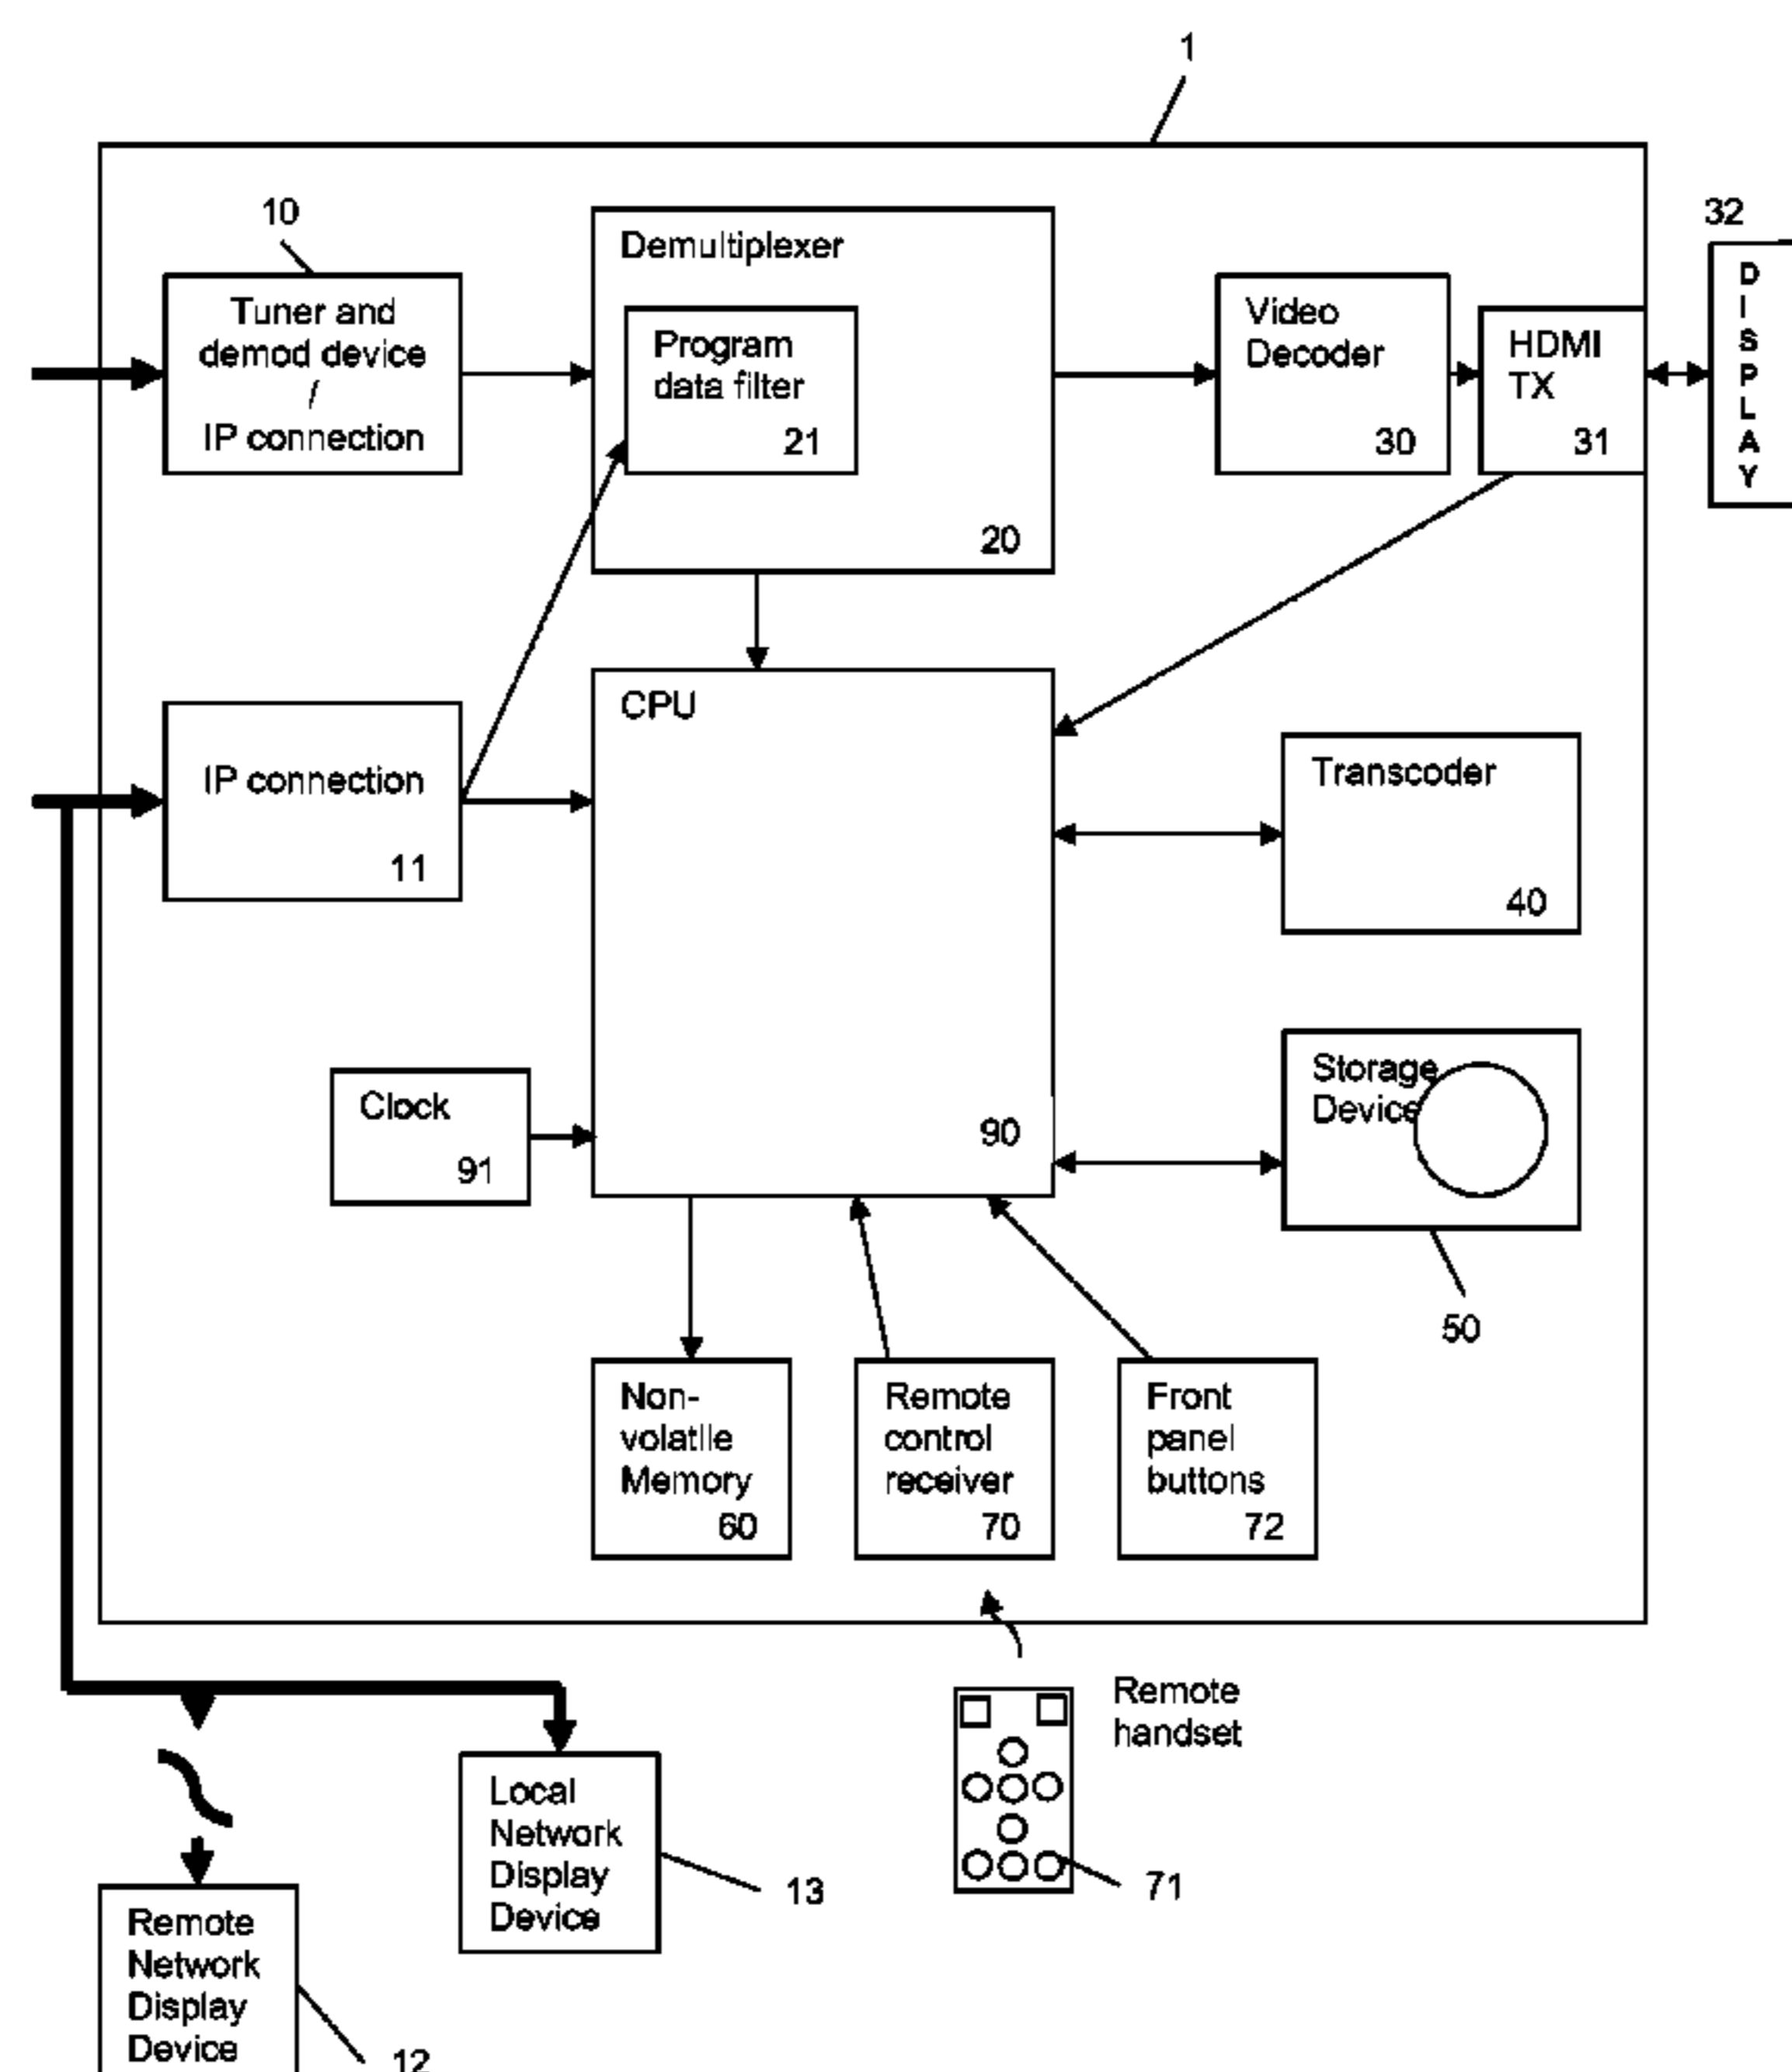 1
10
Tuner and
demod device
/
IP connection
Demultiplexer
Program
data filter
21
20
Video
Decoder
30
HDMI
TX
31
32
D
I
S
P
L
A
Y
IP connection
11
CPU
90
Transcoder
40
Clock
91
Storage
Device
50
Non-
volatile
Memory
60
Remote
control
receiver
70
Front
panel
buttons
72
Remote
handset
71
Local
Network
Display
Device
13
Remote
Network
Display
Device
12